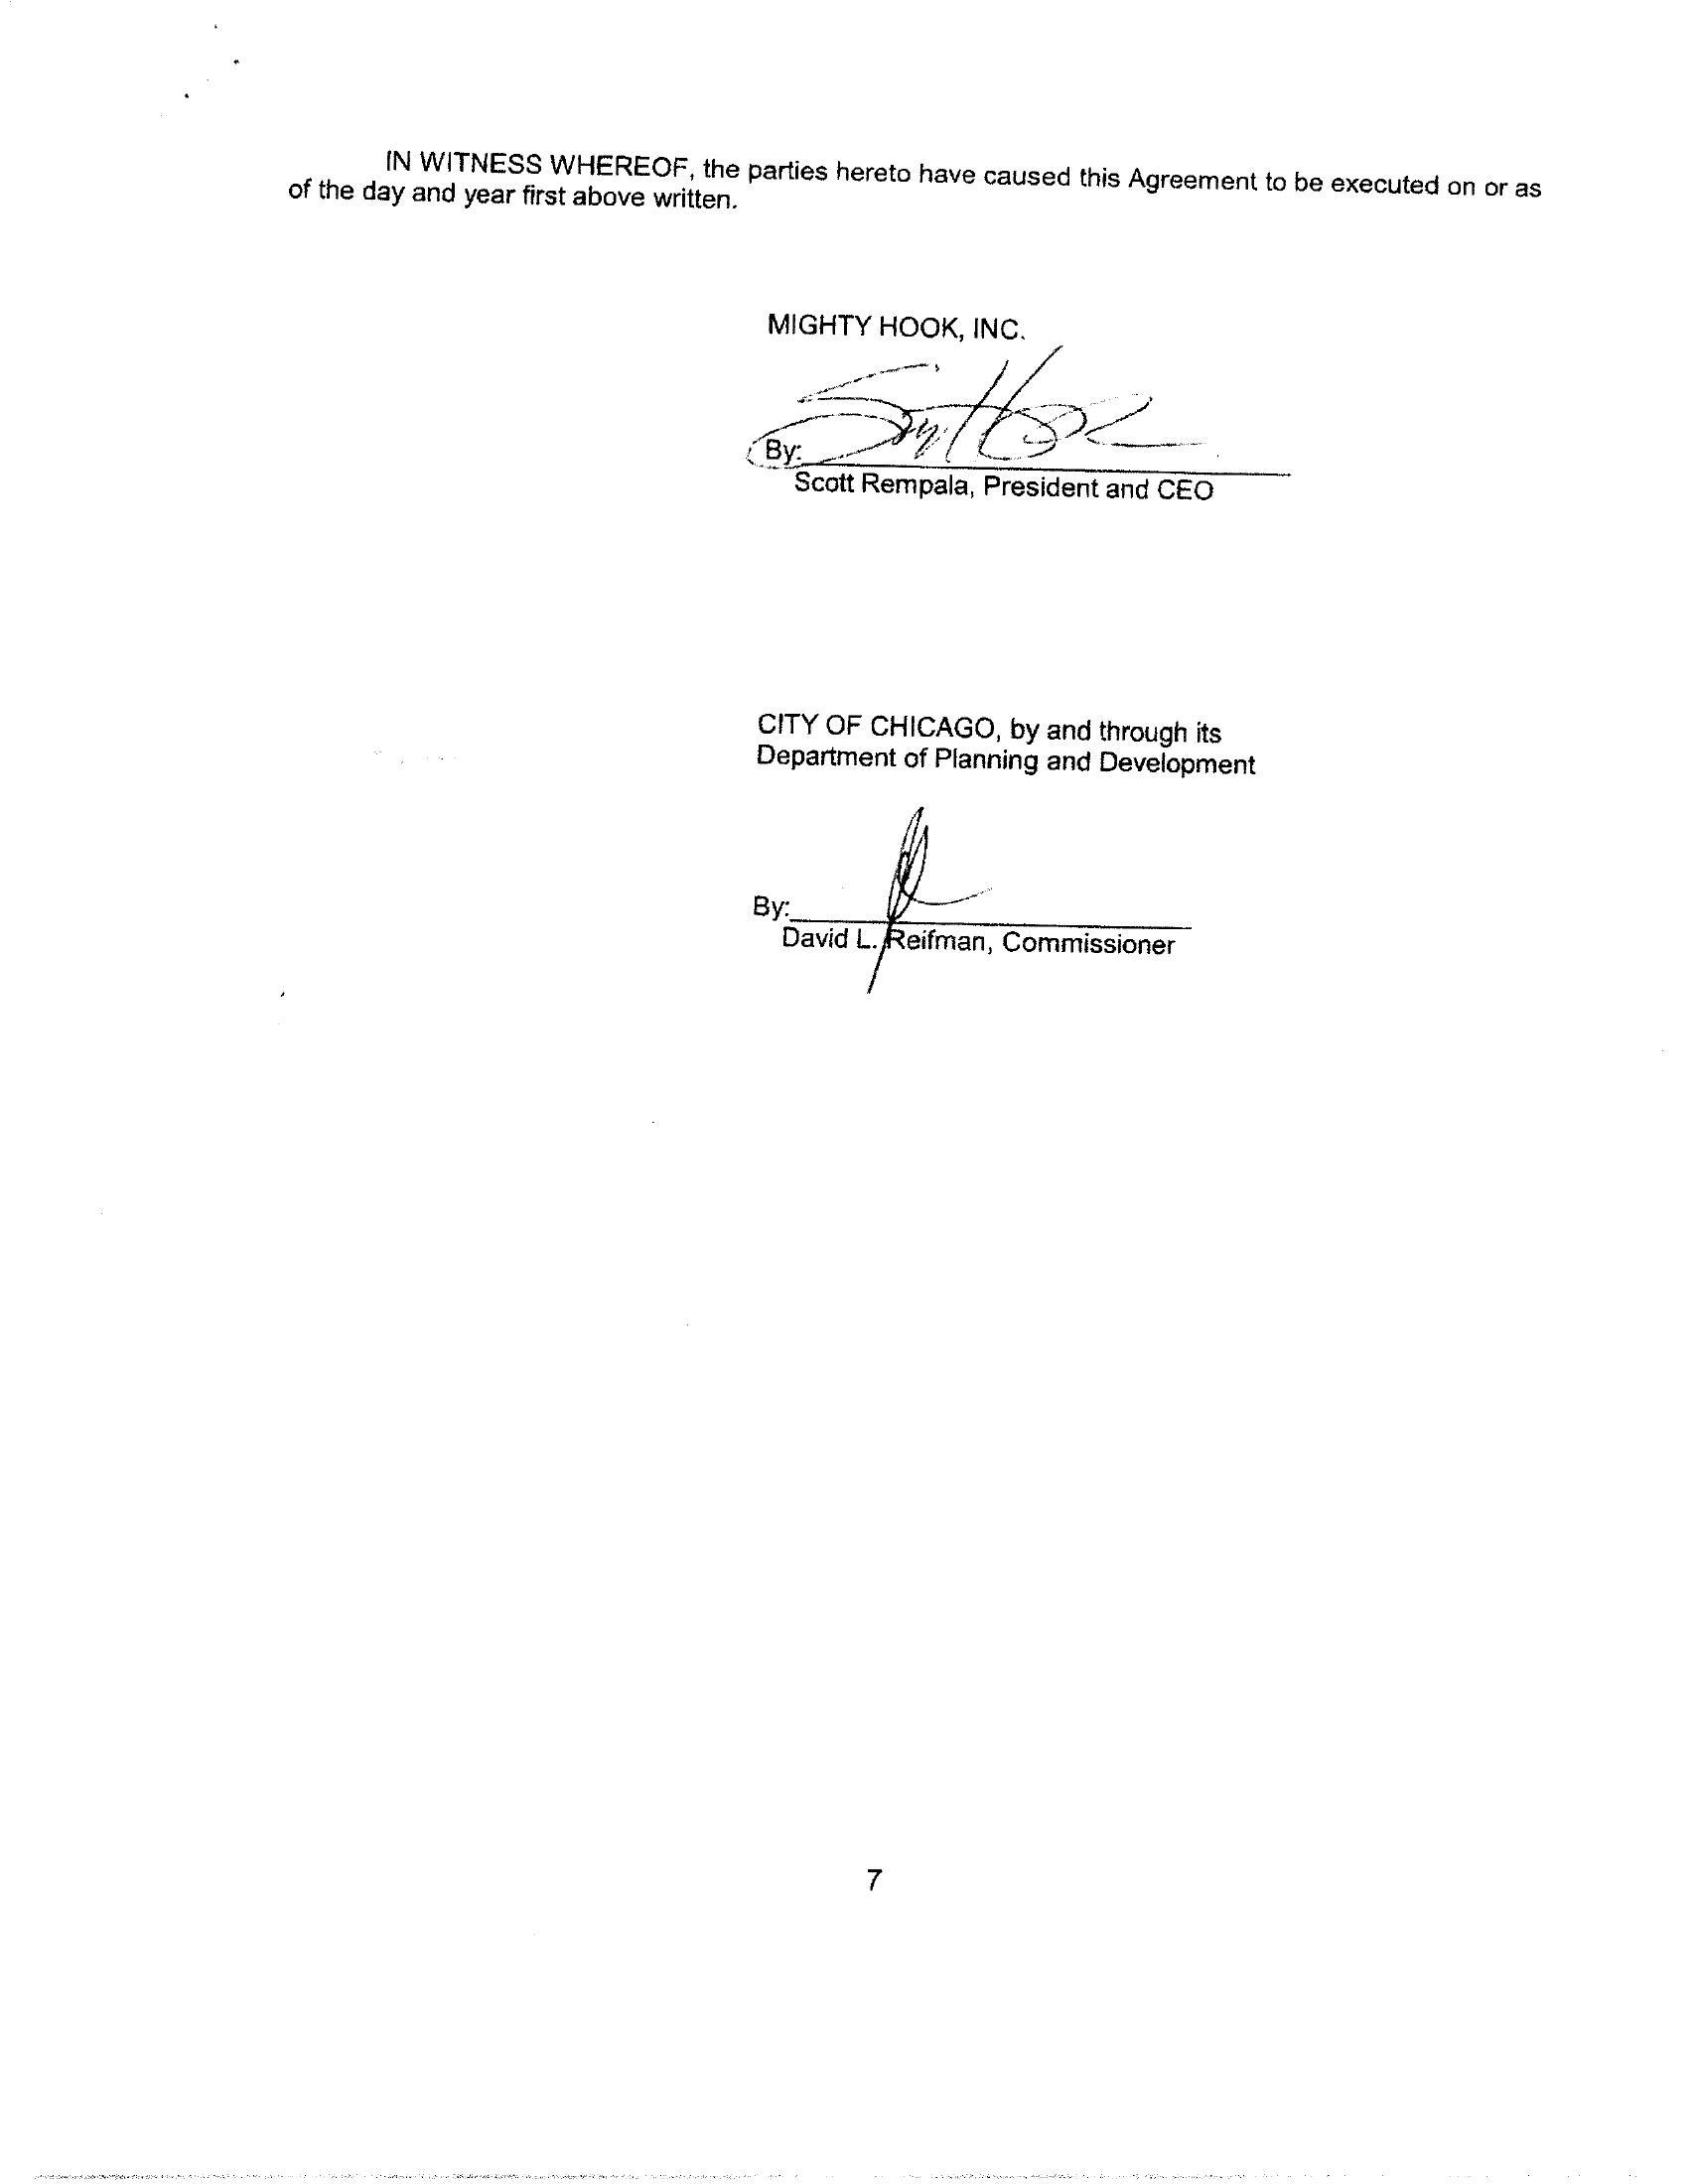 IN WITNESS WHEREOF, the parties hereto have caused this Agreement to be executed on or as
of the day and year first above written.
MIGHTY HOOK, INC.
By:
Scott Rempala, President and CEO
CITY OF CHICAGO, by and through its
Department of Planning and Development
By:
David L. Reifman, Commissioner
7